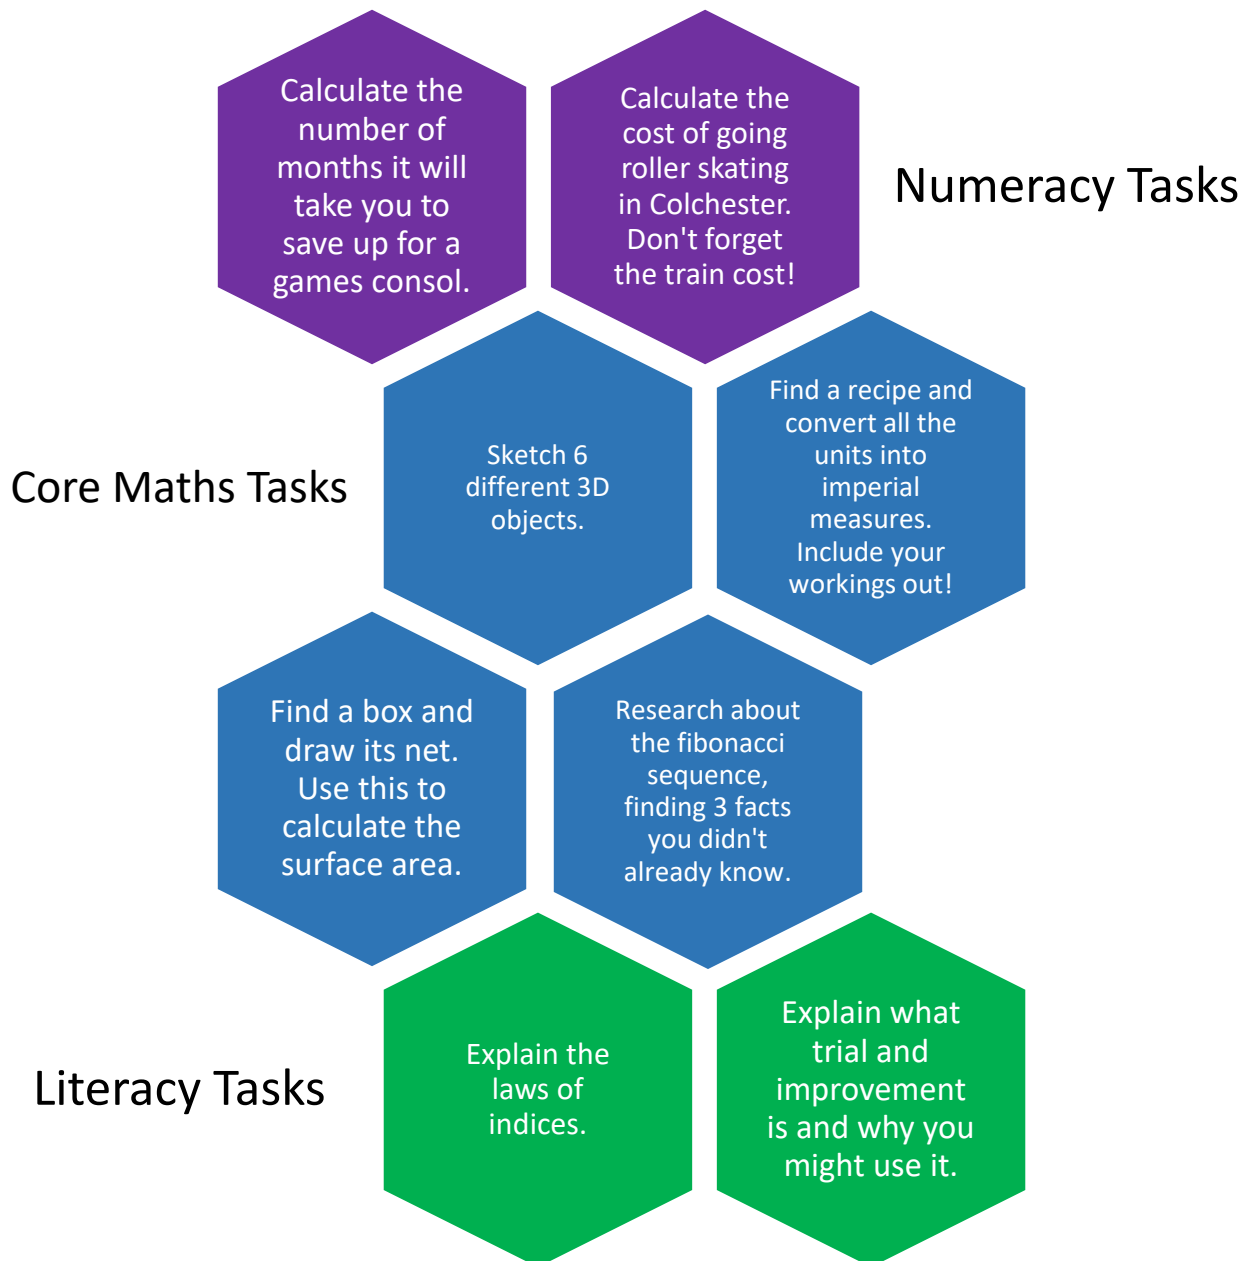 Calculate the
number of
months it will
take you to
save up for a
games consol.
Calculate the
cost of going
roller skating
in Colchester.
Don't forget
the train cost!
Numeracy Tasks
Core Maths Tasks
Sketch 6
different 3D
objects.
Find a recipe and
convert all the
units into
imperial
measures.
Include your
workings out!
Find a box and
draw its net.
Use this to
calculate the
surface area.
Research about
the fibonacci
sequence,
finding 3 facts
you didn't
already know.
Literacy Tasks
Explain the
laws of
indices.
Explain what
trial and
improvement
is and why you
might use it.